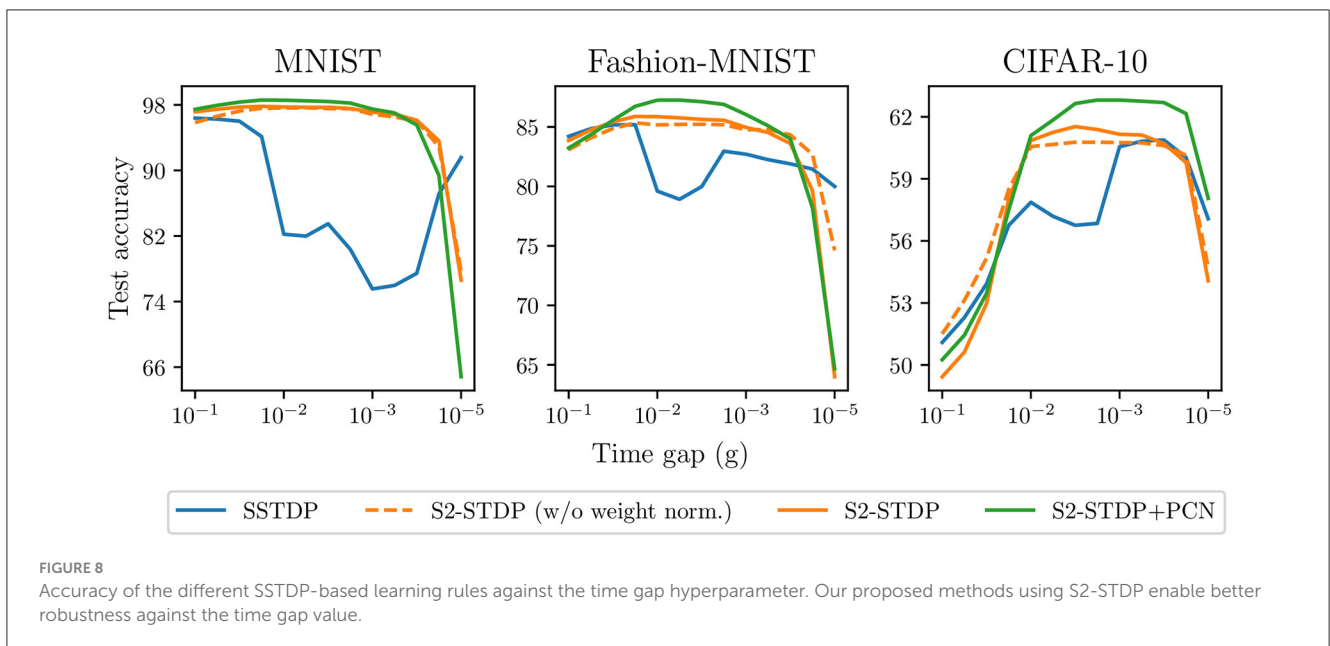 MNIST
Fashion-MNIST
CIFAR-10
Test accuracy
98
90
82
74
66
10⁻¹
10⁻²
10⁻³
10⁻⁵
85
80
75
70
65
10⁻¹
10⁻²
10⁻³
10⁻⁵
62
59
56
53
50
10⁻¹
10⁻²
10⁻³
10⁻⁵
Time gap (g)
SSTDP
S2-STDP (w/o weight norm.)
S2-STDP
S2-STDP+PCN
FIGURE 8
Accuracy of the different SSTDP-based learning rules against the time gap hyperparameter. Our proposed methods using S2-STDP enable better
robustness against the time gap value.